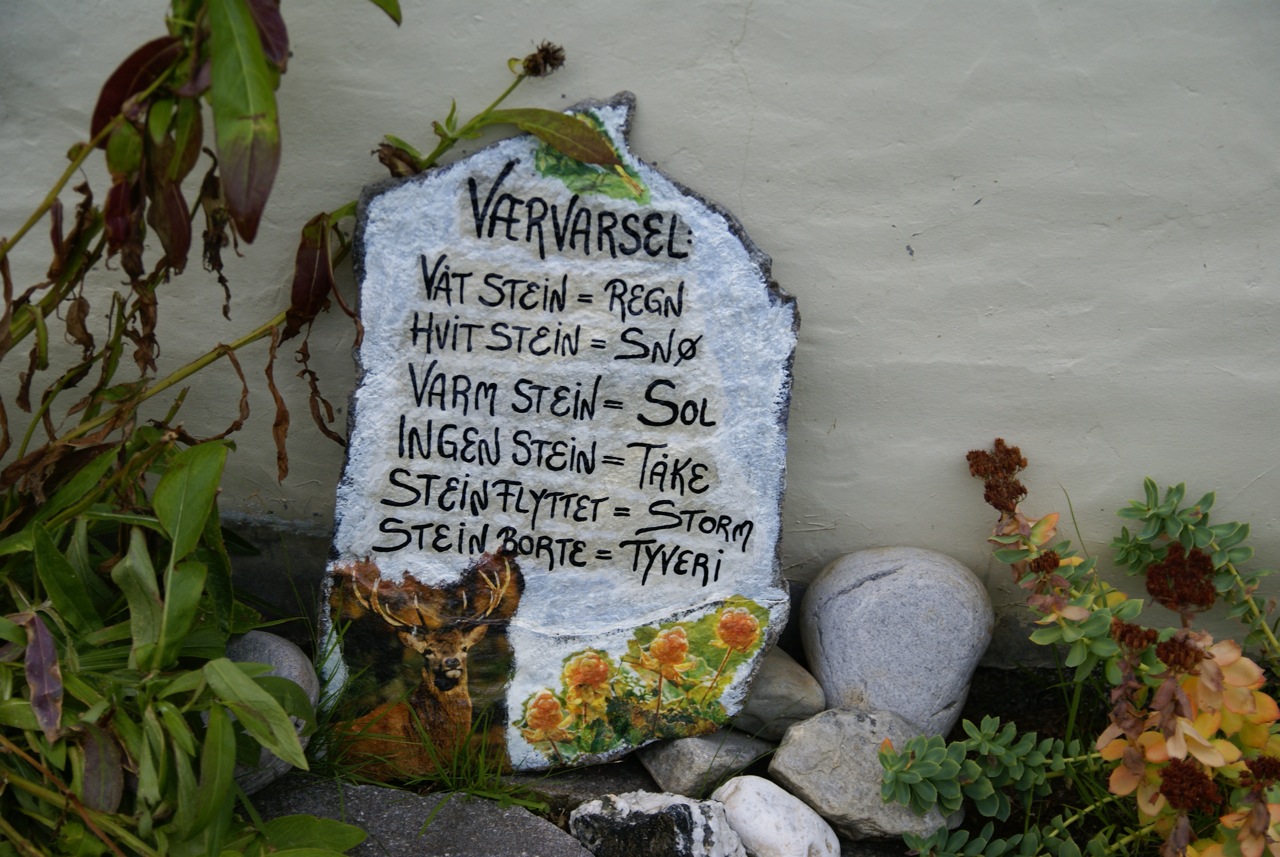 VÆRVARSEL:
VÅT STEIN = REGN
HVIT STEIN = SNØ
VARM STEIN = SOL
INGEN STEIN = TÅKE
STEIN FLYTTET = STORM
STEIN BORTE = TYVERI